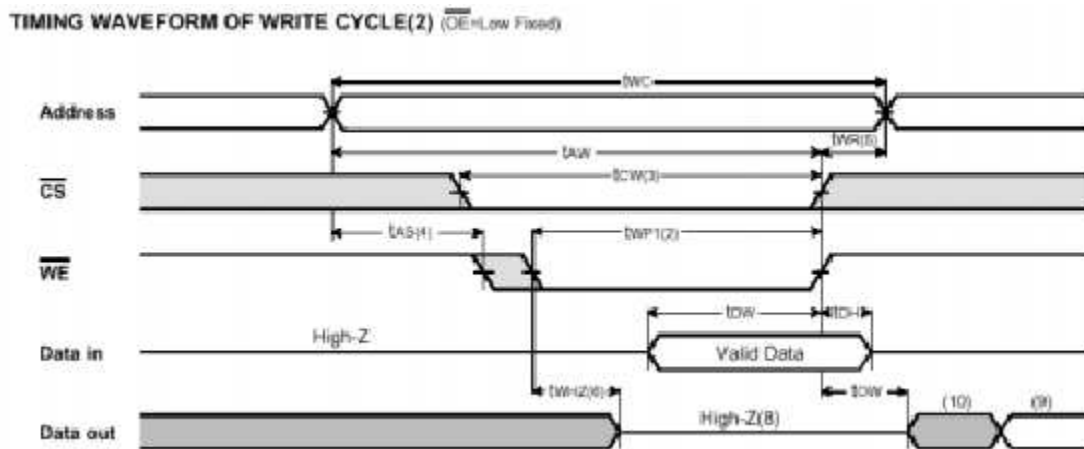 TIMING WAVEFORM OF WRITE CYCLE(2) (OE=Low Fixed)
tWC
Address
tAW
tWR(5)
CS
tCW(3)
tAS(4)
tWP1(2)
WE
tDW
tDH
High-Z
Data in
Valid Data
tWHZ(6)
tOW
High-Z(8)
(10)
(9)
Data out